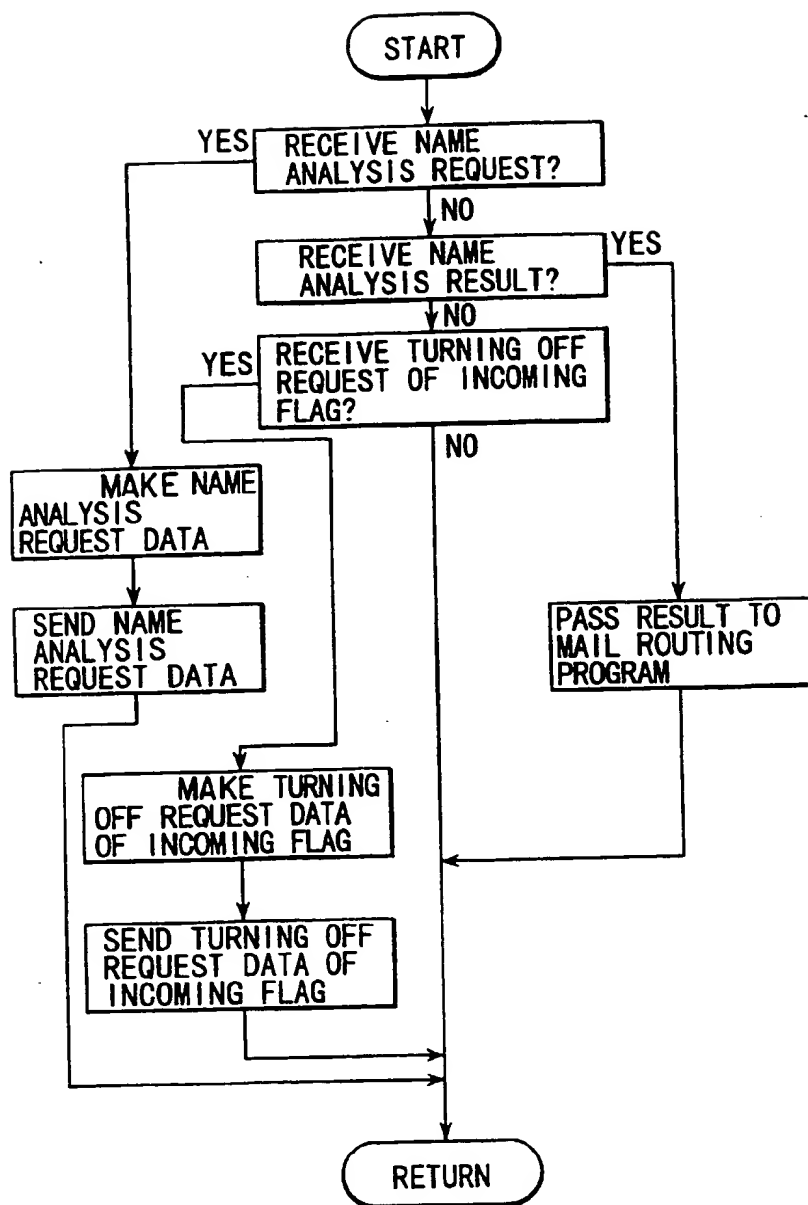 START
YES
RECEIVE NAME
ANALYSIS REQUEST?
NO
RECEIVE NAME
ANALYSIS RESULT?
YES
NO
YES
RECEIVE TURNING OFF
REQUEST OF INCOMING
FLAG?
NO
MAKE NAME
ANALYSIS
REQUEST DATA
SEND NAME
ANALYSIS
REQUEST DATA
PASS RESULT TO
MAIL ROUTING
PROGRAM
MAKE TURNING
OFF REQUEST DATA
OF INCOMING FLAG
SEND TURNING OFF
REQUEST DATA OF
INCOMING FLAG
RETURN